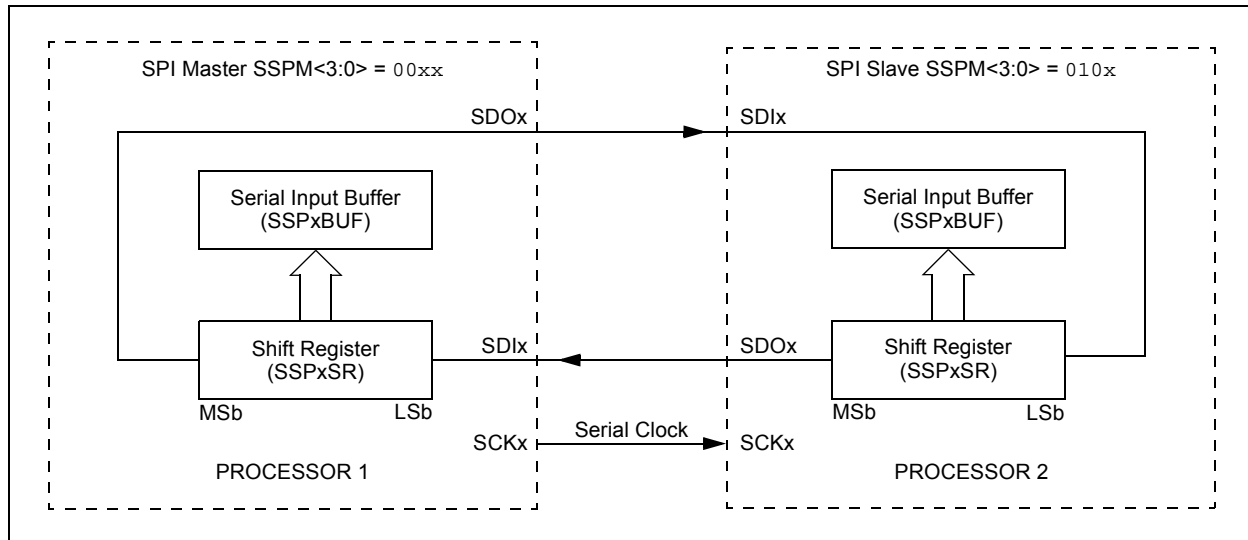 SPI Master SSPM<3:0> = 00xx
SDOx
Serial Input Buffer
(SSPxBUF)
Shift Register
(SSPxSR)
MSb
LSb
SDIx
SCKx
PROCESSOR 1
Serial Clock
SPI Slave SSPM<3:0> = 010x
SDIx
Serial Input Buffer
(SSPxBUF)
SDOx
Shift Register
(SSPxSR)
MSb
LSb
SCKx
PROCESSOR 2